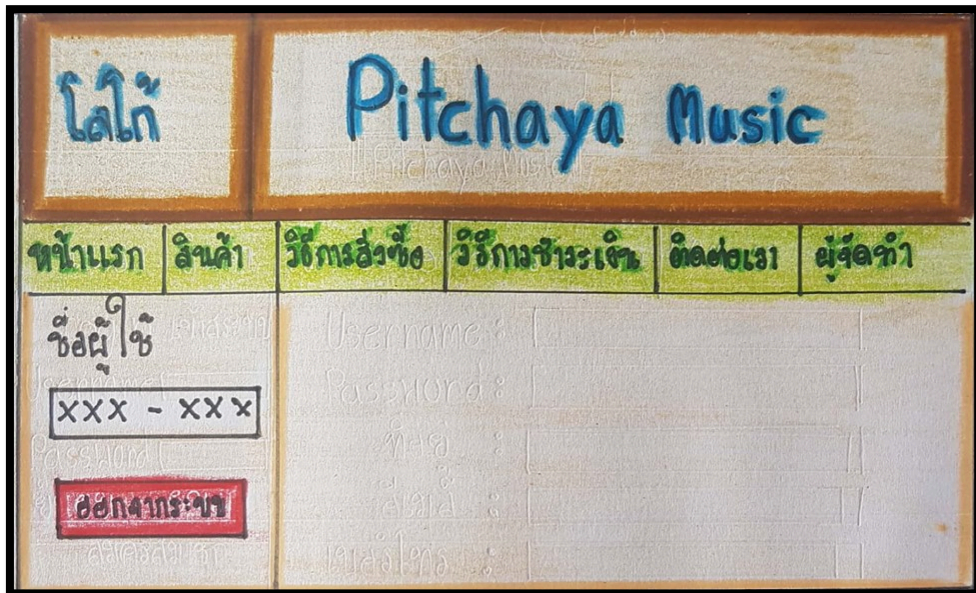 โลโก้
Pitchaya Music
หน้าแรก สินค้า วิธีการสั่งซื้อ วิธีการชำระเงิน ติดต่อเรา ผู้จัดทำ
ชื่อผู้ใช้
XXX - XXX
ออกจากระบบ
Username :
Password :